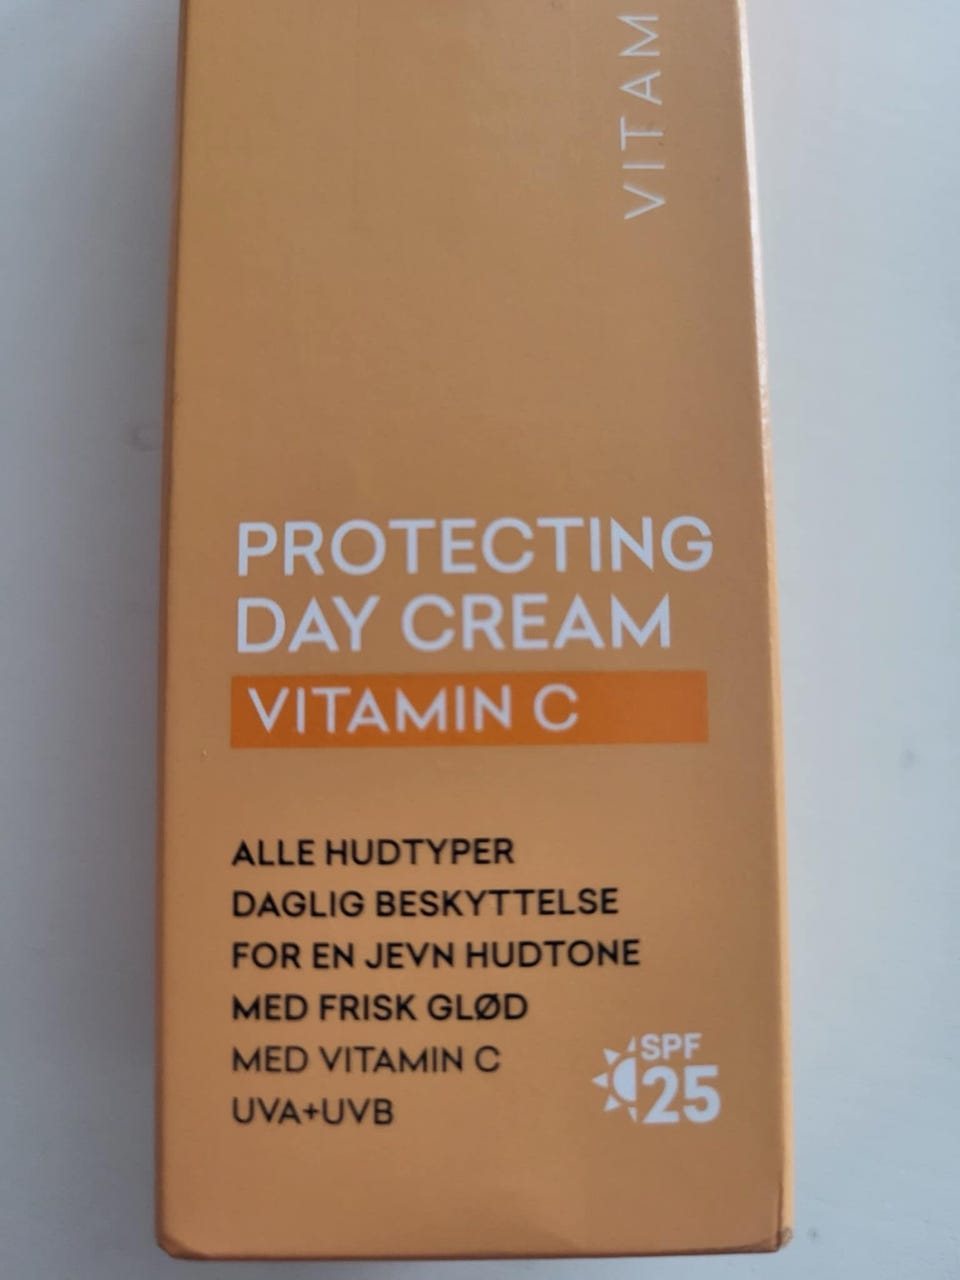 VITAM
PROTECTING
DAY CREAM
VITAMIN C
ALLE HUDTYPER
DAGLIG BESKYTTELSE
FOR EN JEVN HUDTONE
MED FRISK GLØD
MED VITAMIN C
UVA+UVB
SPF
25